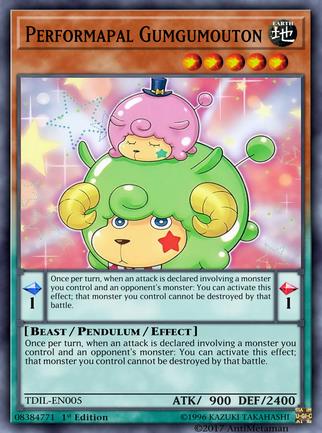 PERFORMAPAL GUMGUMOUTON
EARTH
地
Once per turn, when an attack is declared involving a monster
you control and an opponent's monster: You can activate this
effect; that monster you control cannot be destroyed by that
battle.
1
1
[ BEAST / PENDULUM / EFFECT ]
Once per turn, when an attack is declared involving a monster you
control and an opponent's monster: You can activate this effect;
that monster you control cannot be destroyed by that battle.
TDIL-EN005
ATK/ 900 DEF/2400
08384771
1st Edition
©1996 KAZUKI TAKAHASHI
©2017 AntiMetaman